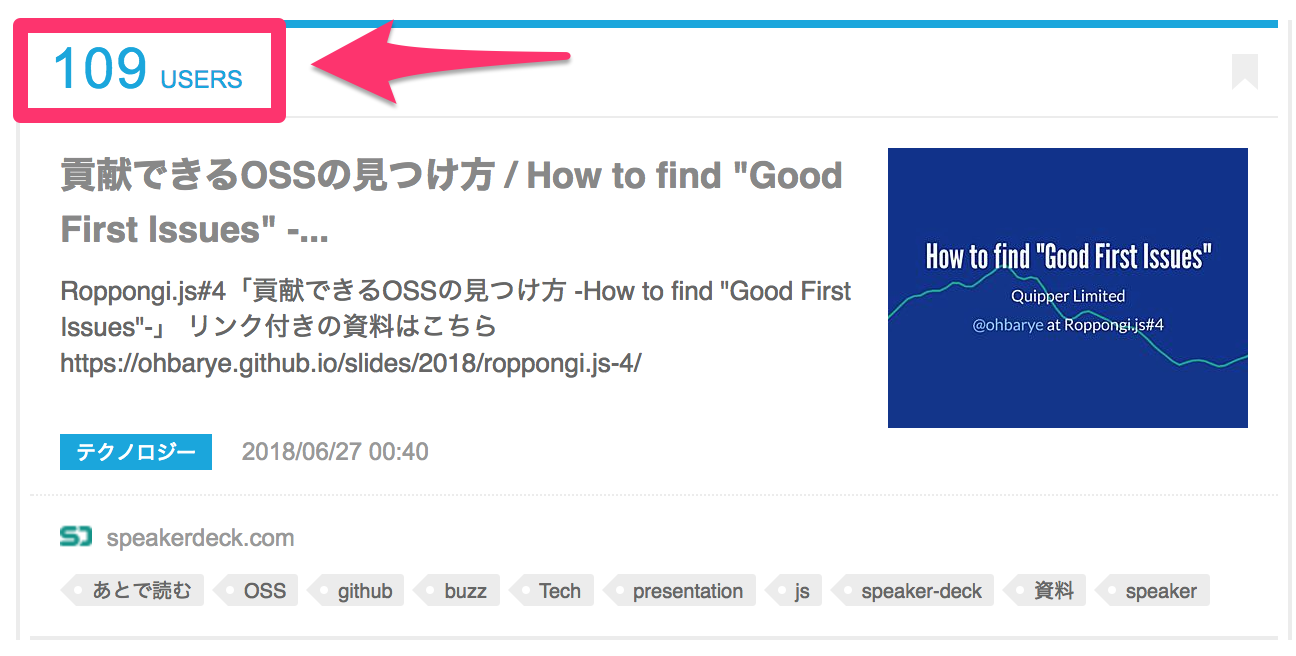 109 USERS
貢献できるOSSの見つけ方 / How to find "Good
First Issues" -...
Roppongi.js#4「貢献できるOSSの見つけ方 -How to find "Good First
Issues"-」 リンク付きの資料はこちら
https://ohbarye.github.io/slides/2018/roppongi.js-4/
How to find "Good First Issues"
Quipper Limited
@ohbarye at Roppongi.js#4
テクノロジー 2018/06/27 00:40
speakerdeck.com
あとで読む OSS github buzz Tech presentation js speaker-deck 資料 speaker